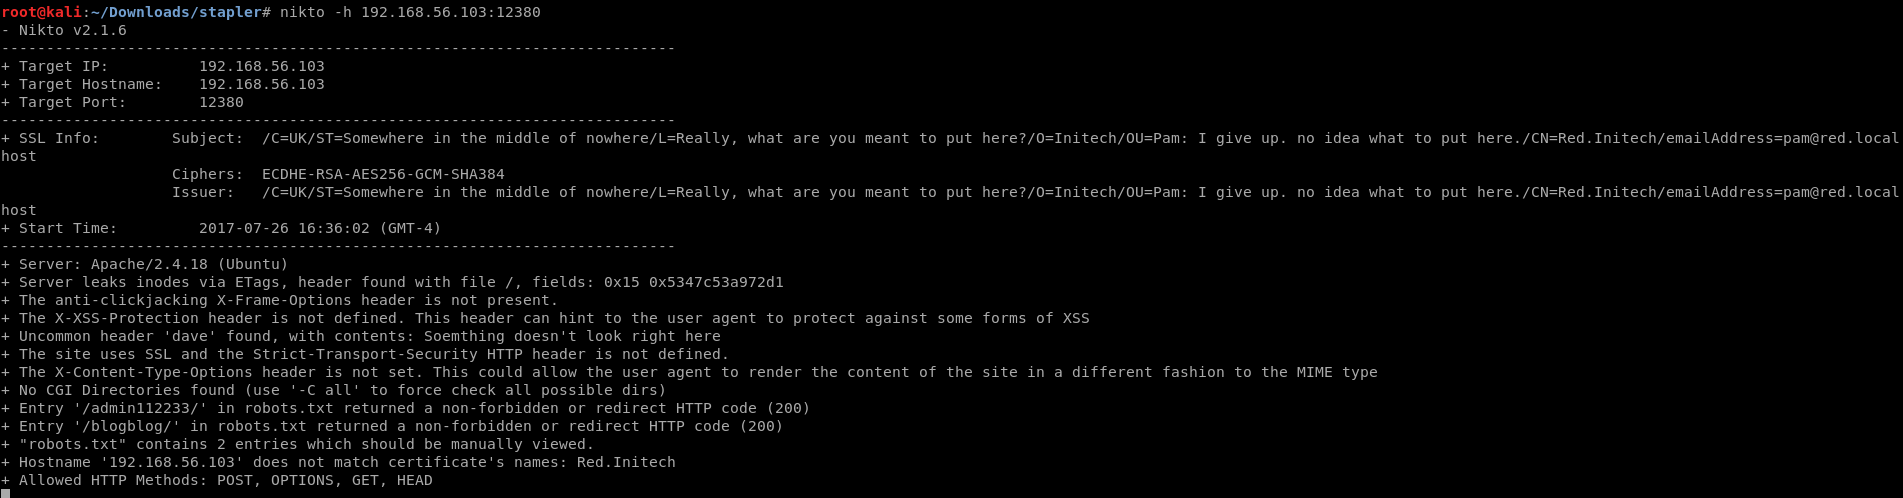 root@kali:~/Downloads/stapler# nikto -h 192.168.56.103:12380
- Nikto v2.1.6
---------------------------------------------------------------------------
+ Target IP:          192.168.56.103
+ Target Hostname:    192.168.56.103
+ Target Port:        12380
---------------------------------------------------------------------------
+ SSL Info:        Subject:  /C=UK/ST=Somewhere in the middle of nowhere/L=Really, what are you meant to put here?/O=Initech/OU=Pam: I give up. no idea what to put here./CN=Red.Initech/emailAddress=pam@red.local
host
                   Ciphers:  ECDHE-RSA-AES256-GCM-SHA384
                   Issuer:   /C=UK/ST=Somewhere in the middle of nowhere/L=Really, what are you meant to put here?/O=Initech/OU=Pam: I give up. no idea what to put here./CN=Red.Initech/emailAddress=pam@red.local
host
+ Start Time:         2017-07-26 16:36:02 (GMT-4)
---------------------------------------------------------------------------
+ Server: Apache/2.4.18 (Ubuntu)
+ Server leaks inodes via ETags, header found with file /, fields: 0x15 0x5347c53a972d1
+ The anti-clickjacking X-Frame-Options header is not present.
+ The X-XSS-Protection header is not defined. This header can hint to the user agent to protect against some forms of XSS
+ Uncommon header 'dave' found, with contents: Soemthing doesn't look right here
+ The site uses SSL and the Strict-Transport-Security HTTP header is not defined.
+ The X-Content-Type-Options header is not set. This could allow the user agent to render the content of the site in a different fashion to the MIME type
+ No CGI Directories found (use '-C all' to force check all possible dirs)
+ Entry '/admin112233/' in robots.txt returned a non-forbidden or redirect HTTP code (200)
+ Entry '/blogblog/' in robots.txt returned a non-forbidden or redirect HTTP code (200)
+ "robots.txt" contains 2 entries which should be manually viewed.
+ Hostname '192.168.56.103' does not match certificate's names: Red.Initech
+ Allowed HTTP Methods: POST, OPTIONS, GET, HEAD